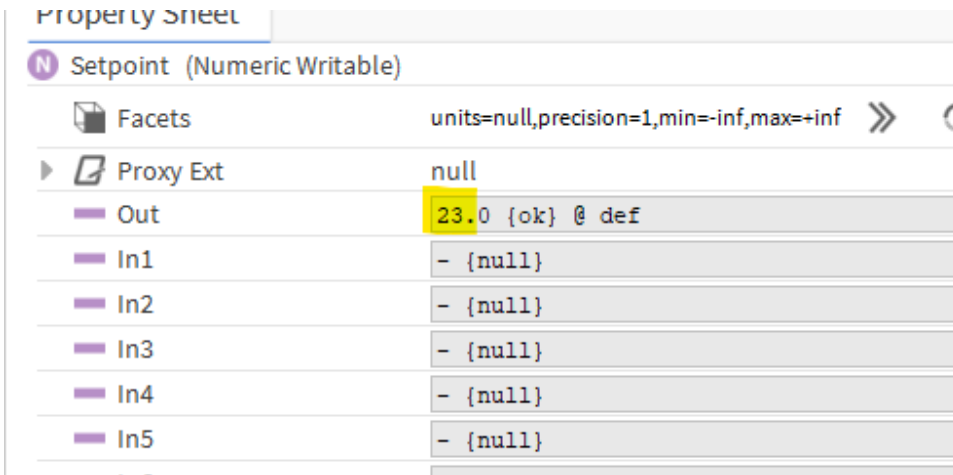 Property Sheet
N Setpoint (Numeric Writable)
Facets units=null,precision=1,min=-inf,max=+inf
Proxy Ext null
Out 23.0 {ok} @ def
In1 - {null}
In2 - {null}
In3 - {null}
In4 - {null}
In5 - {null}